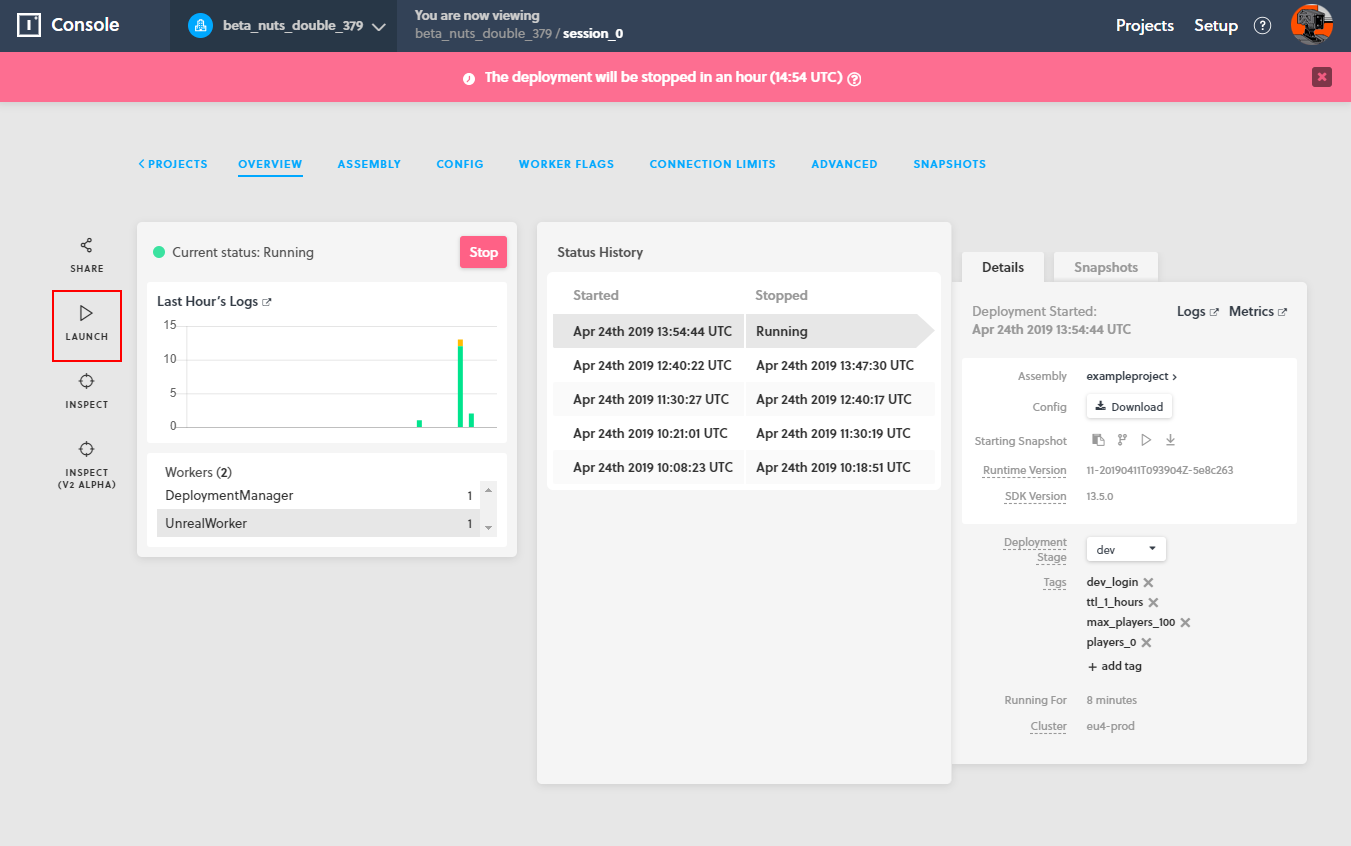 Console
beta_nuts_double_379
You are now viewing
beta_nuts_double_379 / session_0
Projects
Setup
?
The deployment will be stopped in an hour (14:54 UTC) ?
PROJECTS
OVERVIEW
ASSEMBLY
CONFIG
WORKER FLAGS
CONNECTION LIMITS
ADVANCED
SNAPSHOTS
SHARE
LAUNCH
INSPECT
INSPECT
(V2 ALPHA)
Current status: Running
Stop
Last Hour's Logs
15
10
5
0
Workers (2)
DeploymentManager 1
UnrealWorker 1
Status History
Started Stopped
Apr 24th 2019 13:54:44 UTC Running
Apr 24th 2019 12:40:22 UTC Apr 24th 2019 13:47:30 UTC
Apr 24th 2019 11:30:27 UTC Apr 24th 2019 12:40:17 UTC
Apr 24th 2019 10:21:01 UTC Apr 24th 2019 11:30:19 UTC
Apr 24th 2019 10:08:23 UTC Apr 24th 2019 10:18:51 UTC
Details
Snapshots
Deployment Started:
Apr 24th 2019 13:54:44 UTC
Logs
Metrics
Assembly exampleproject ›
Config Download
Starting Snapshot
Runtime Version 11-20190411T093904Z-5e8c263
SDK Version 13.5.0
Deployment
Stage
dev
Tags dev_login
ttl_1_hours
max_players_100
players_0
+ add tag
Running For 8 minutes
Cluster eu4-prod